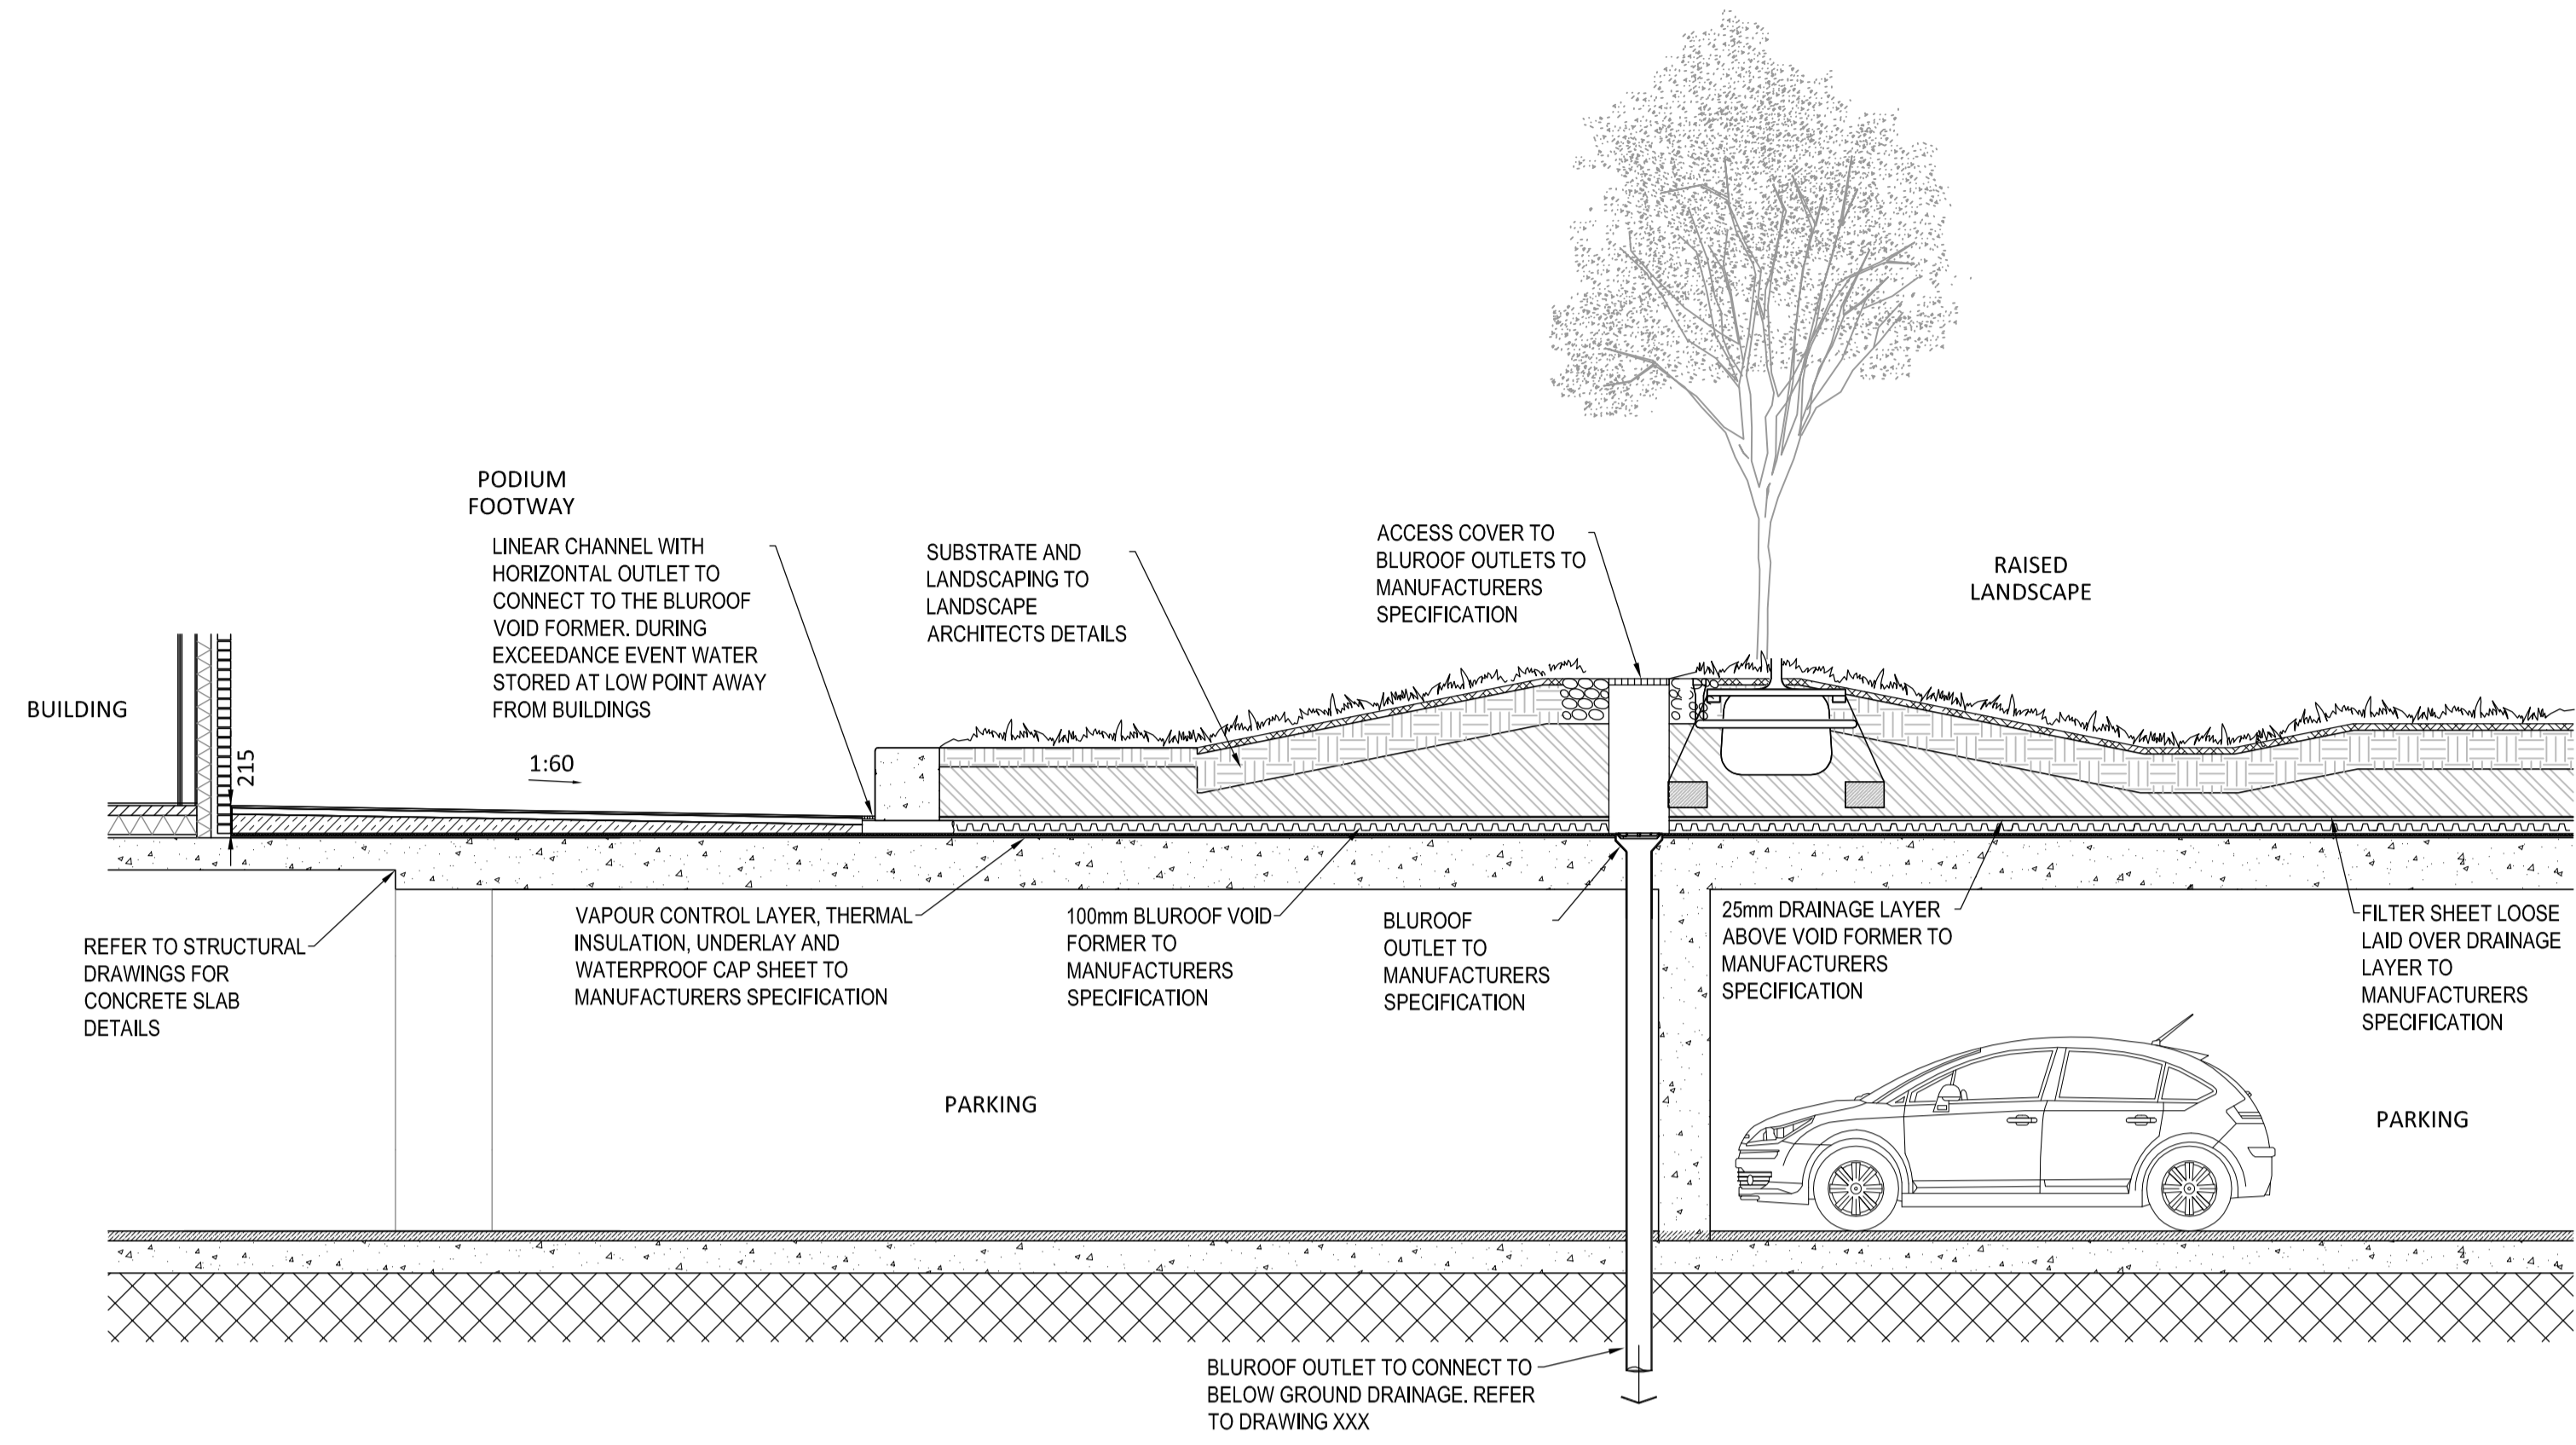 PODIUM
FOOTWAY
LINEAR CHANNEL WITH
HORIZONTAL OUTLET TO
CONNECT TO THE BLUROOF
VOID FORMER. DURING
EXCEEDANCE EVENT WATER
STORED AT LOW POINT AWAY
FROM BUILDINGS
SUBSTRATE AND
LANDSCAPING TO
LANDSCAPE
ARCHITECTS DETAILS
ACCESS COVER TO
BLUROOF OUTLETS TO
MANUFACTURERS
SPECIFICATION
RAISED
LANDSCAPE
BUILDING
215
1:60
REFER TO STRUCTURAL
DRAWINGS FOR
CONCRETE SLAB
DETAILS
VAPOUR CONTROL LAYER, THERMAL
INSULATION, UNDERLAY AND
WATERPROOF CAP SHEET TO
MANUFACTURERS SPECIFICATION
100mm BLUROOF VOID
FORMER TO
MANUFACTURERS
SPECIFICATION
BLUROOF
OUTLET TO
MANUFACTURERS
SPECIFICATION
25mm DRAINAGE LAYER
ABOVE VOID FORMER TO
MANUFACTURERS
SPECIFICATION
FILTER SHEET LOOSE
LAID OVER DRAINAGE
LAYER TO
MANUFACTURERS
SPECIFICATION
PARKING
PARKING
BLUROOF OUTLET TO CONNECT TO
BELOW GROUND DRAINAGE. REFER
TO DRAWING XXX